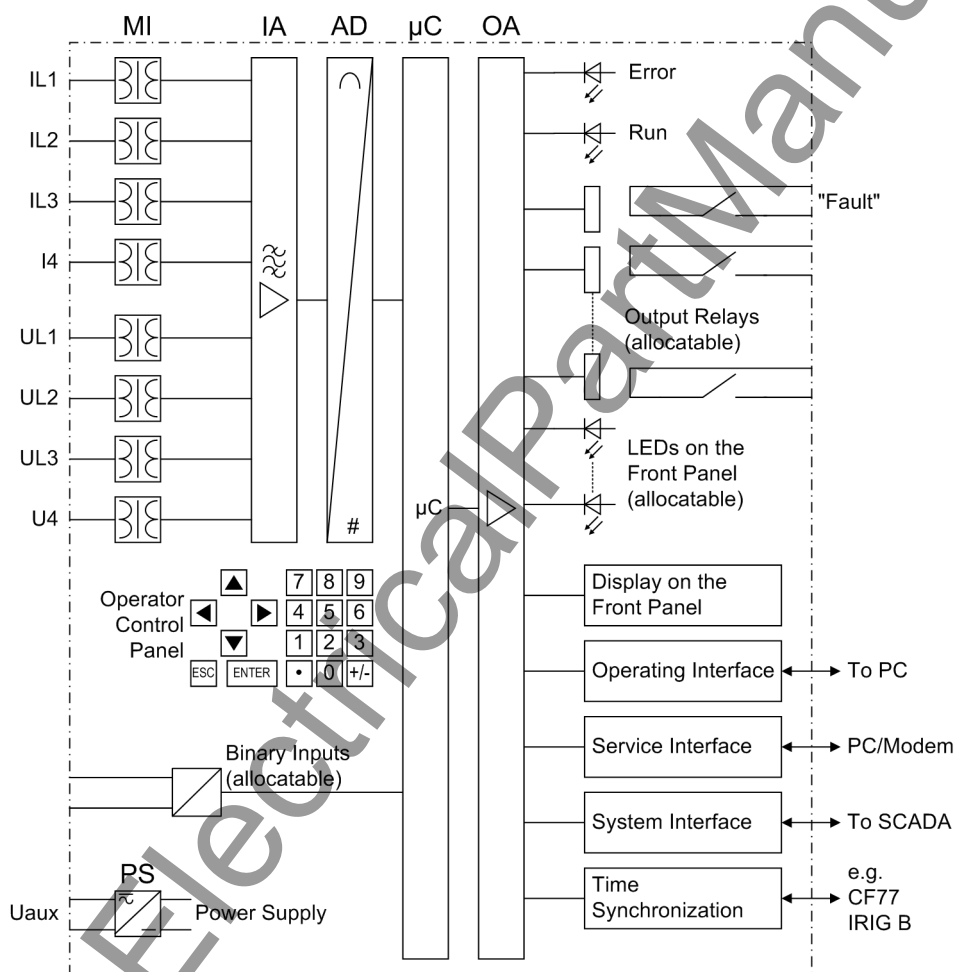 MI IA AD µC OA
IL1
IL2
IL3
I4
UL1
UL2
UL3
U4
#
µC
Error
Run
"Fault"
Output Relays
(allocatable)
LEDs on the
Front Panel
(allocatable)
Operator
Control
Panel
7 8 9
4 5 6
1 2 3
ESC ENTER • 0 +/-
Display on the
Front Panel
Operating Interface
To PC
Service Interface
PC/Modem
System Interface
To SCADA
Time
Synchronization
e.g.
CF77
IRIG B
Binary Inputs
(allocatable)
PS
Uaux
Power Supply